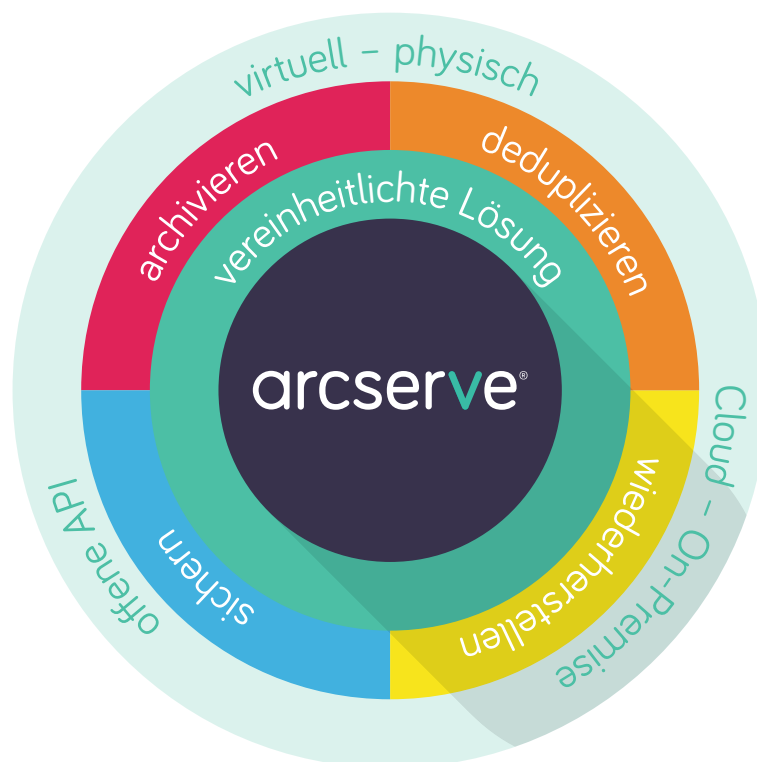 virtuell – physisch
archivieren
deduplizieren
vereinheitlichte Lösung
arcserve®
Cloud – On-Premise
wiederherstellen
sichern
offene API